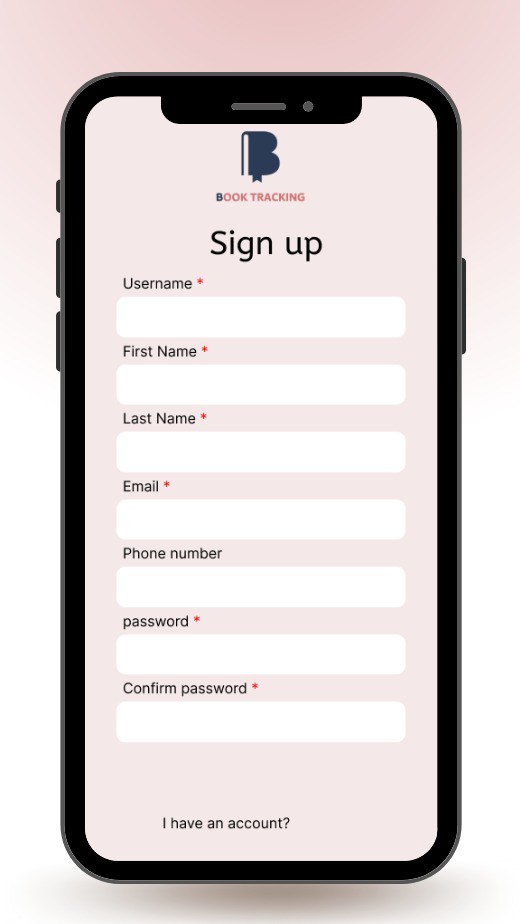 BOOK TRACKING
Sign up
Username *
First Name *
Last Name *
Email *
Phone number
password *
Confirm password *
I have an account?